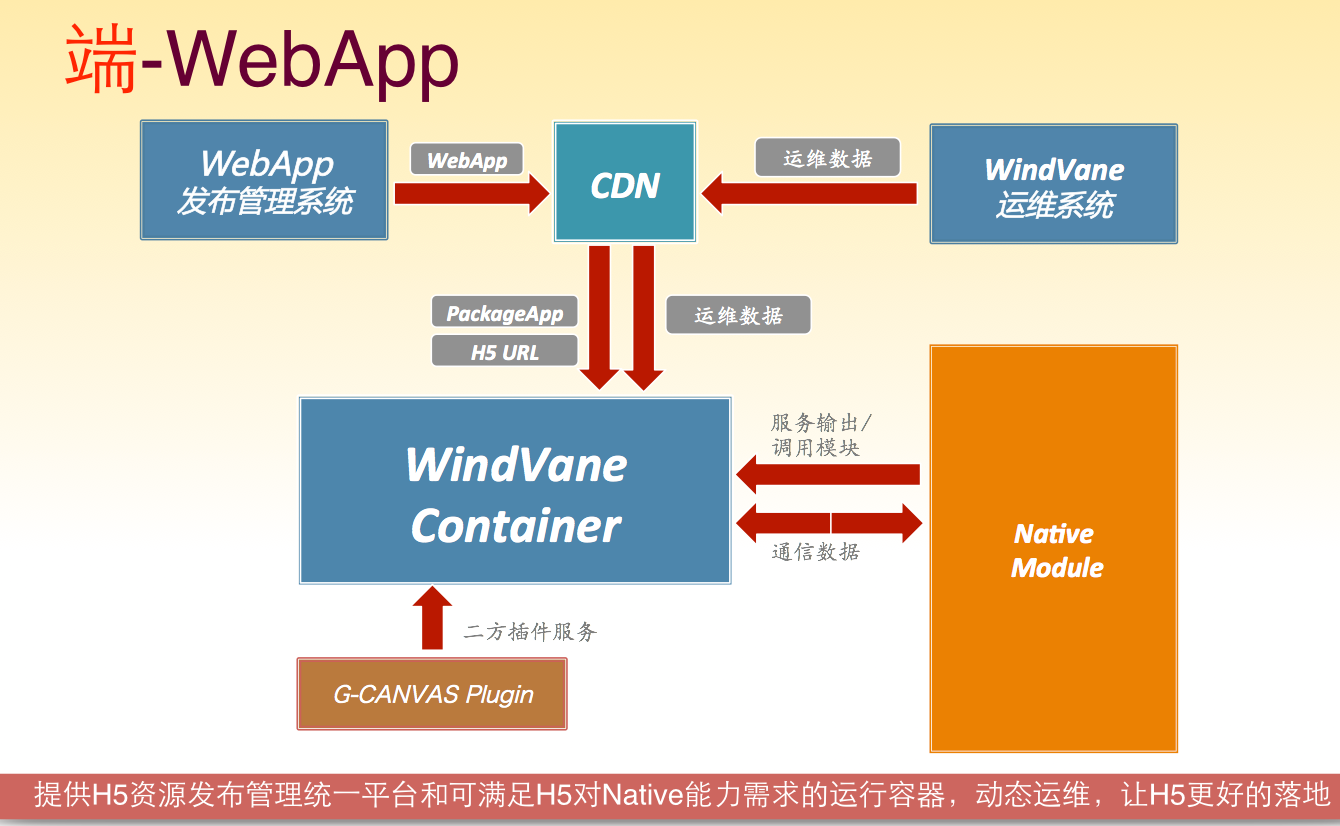 端-WebApp
WebApp
发布管理系统
WebApp
CDN
运维数据
WindVane
运维系统
PackageApp
H5 URL
运维数据
WindVane
Container
服务输出/
调用模块
通信数据
Native
Module
二方插件服务
G-CANVAS Plugin
提供H5资源发布管理统一平台和可满足H5对Native能力需求的运行容器，动态运维，让H5更好的落地